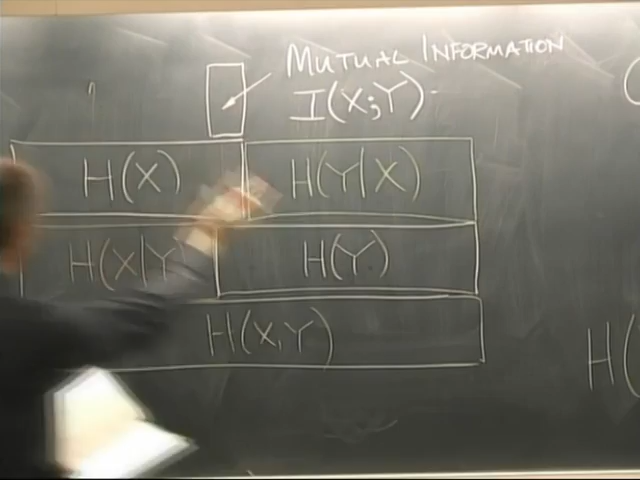 MUTUAL INFORMATION
I(X;Y)
H(X) H(Y|X)
H(X|Y) H(Y)
H(X,Y)
H(